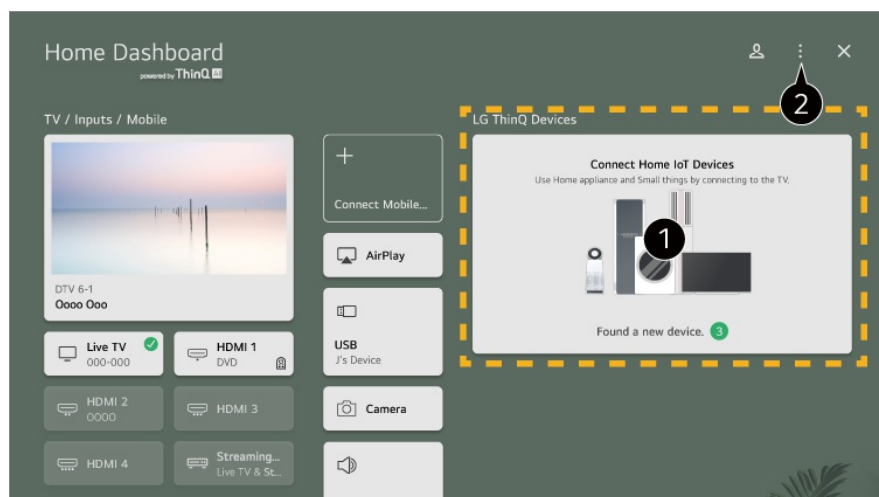 Home Dashboard
powered by ThinQ AI
2
TV / Inputs / Mobile
LG ThinQ Devices
Connect Mobile...
Connect Home IoT Devices
Use Home appliance and Small things by connecting to the TV.
1
AirPlay
DTV 6-1
Oooo Ooo
Found a new device. 3
Live TV
000-000
HDMI 1
DVD
USB
J's Device
HDMI 2
OOOO
HDMI 3
Camera
HDMI 4
Streaming...
Live TV & St...